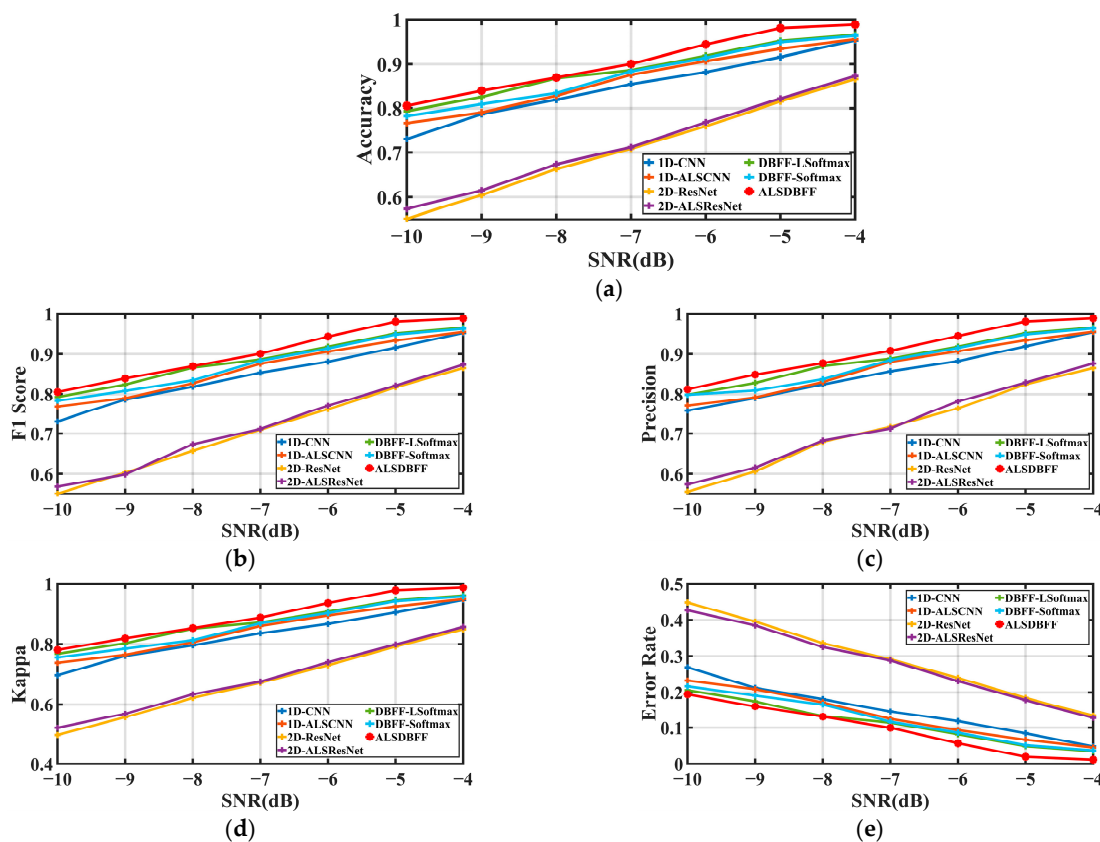 1
0.9
0.8
0.7
0.6
Accuracy
1D-CNN
1D-ALSCNN
2D-ResNet
2D-ALSResNet
DBFF-LSoftmax
DBFF-Softmax
ALSDBFF
−10 −9 −8 −7 −6 −5 −4
SNR(dB)
(a)
1
0.9
0.8
0.7
0.6
F1 Score
1D-CNN
1D-ALSCNN
2D-ResNet
2D-ALSResNet
DBFF-LSoftmax
DBFF-Softmax
ALSDBFF
−10 −9 −8 −7 −6 −5 −4
SNR(dB)
(b)
1
0.9
0.8
0.7
0.6
Precision
1D-CNN
1D-ALSCNN
2D-ResNet
2D-ALSResNet
DBFF-LSoftmax
DBFF-Softmax
ALSDBFF
−10 −9 −8 −7 −6 −5 −4
SNR(dB)
(c)
1
0.8
0.6
0.4
Kappa
1D-CNN
1D-ALSCNN
2D-ResNet
2D-ALSResNet
DBFF-LSoftmax
DBFF-Softmax
ALSDBFF
−10 −9 −8 −7 −6 −5 −4
SNR(dB)
(d)
0.5
0.4
0.3
0.2
0.1
0
Error Rate
1D-CNN
1D-ALSCNN
2D-ResNet
2D-ALSResNet
DBFF-LSoftmax
DBFF-Softmax
ALSDBFF
−10 −9 −8 −7 −6 −5 −4
SNR(dB)
(e)